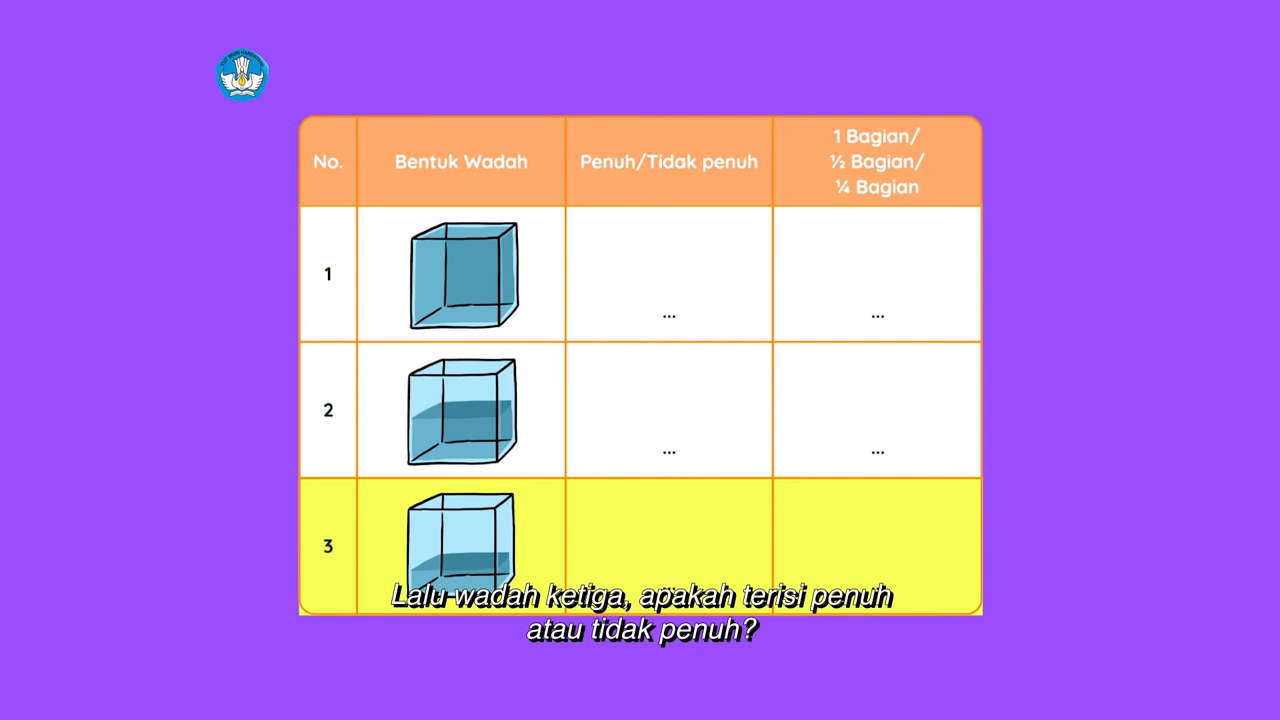 No.
Bentuk Wadah
Penuh/Tidak penuh
1 Bagian/
½ Bagian/
¼ Bagian
1
...
...
2
...
...
3
Lalu wadah ketiga, apakah terisi penuh
atau tidak penuh?